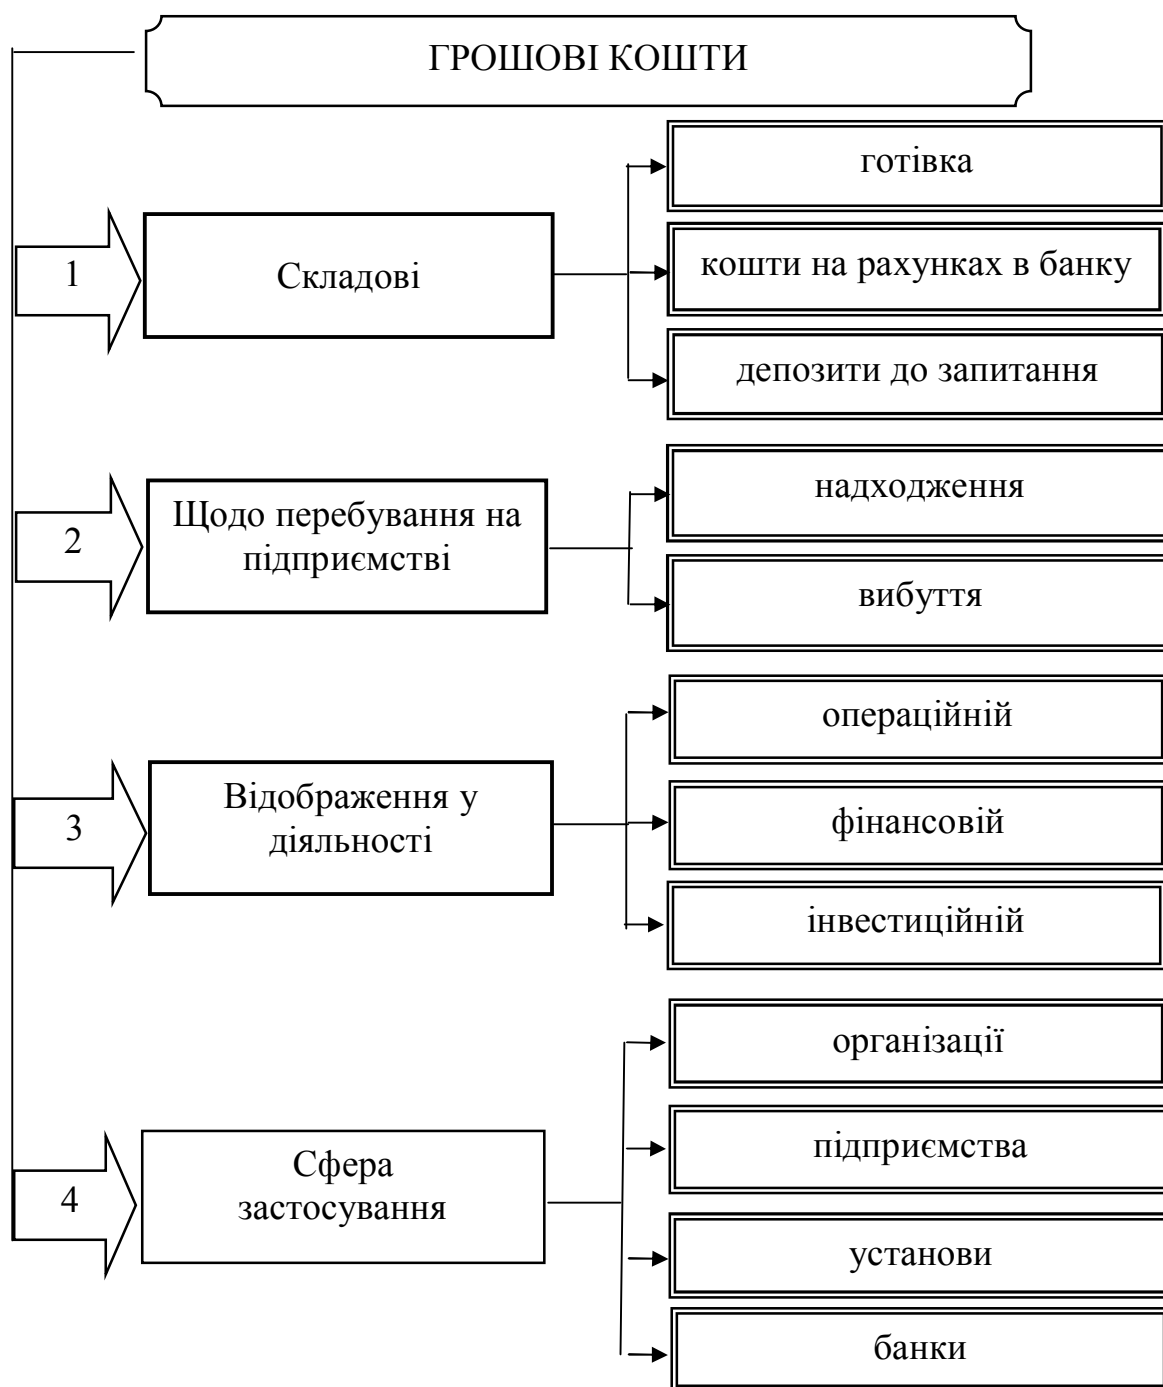 ГРОШОВІ КОШТИ
1
Складові
готівка
кошти на рахунках в банку
депозити до запитання
2
Щодо перебування на
підприємстві
надходження
вибуття
3
Відображення у
діяльності
операційній
фінансовій
інвестиційній
4
Сфера
застосування
організації
підприємства
установи
банки